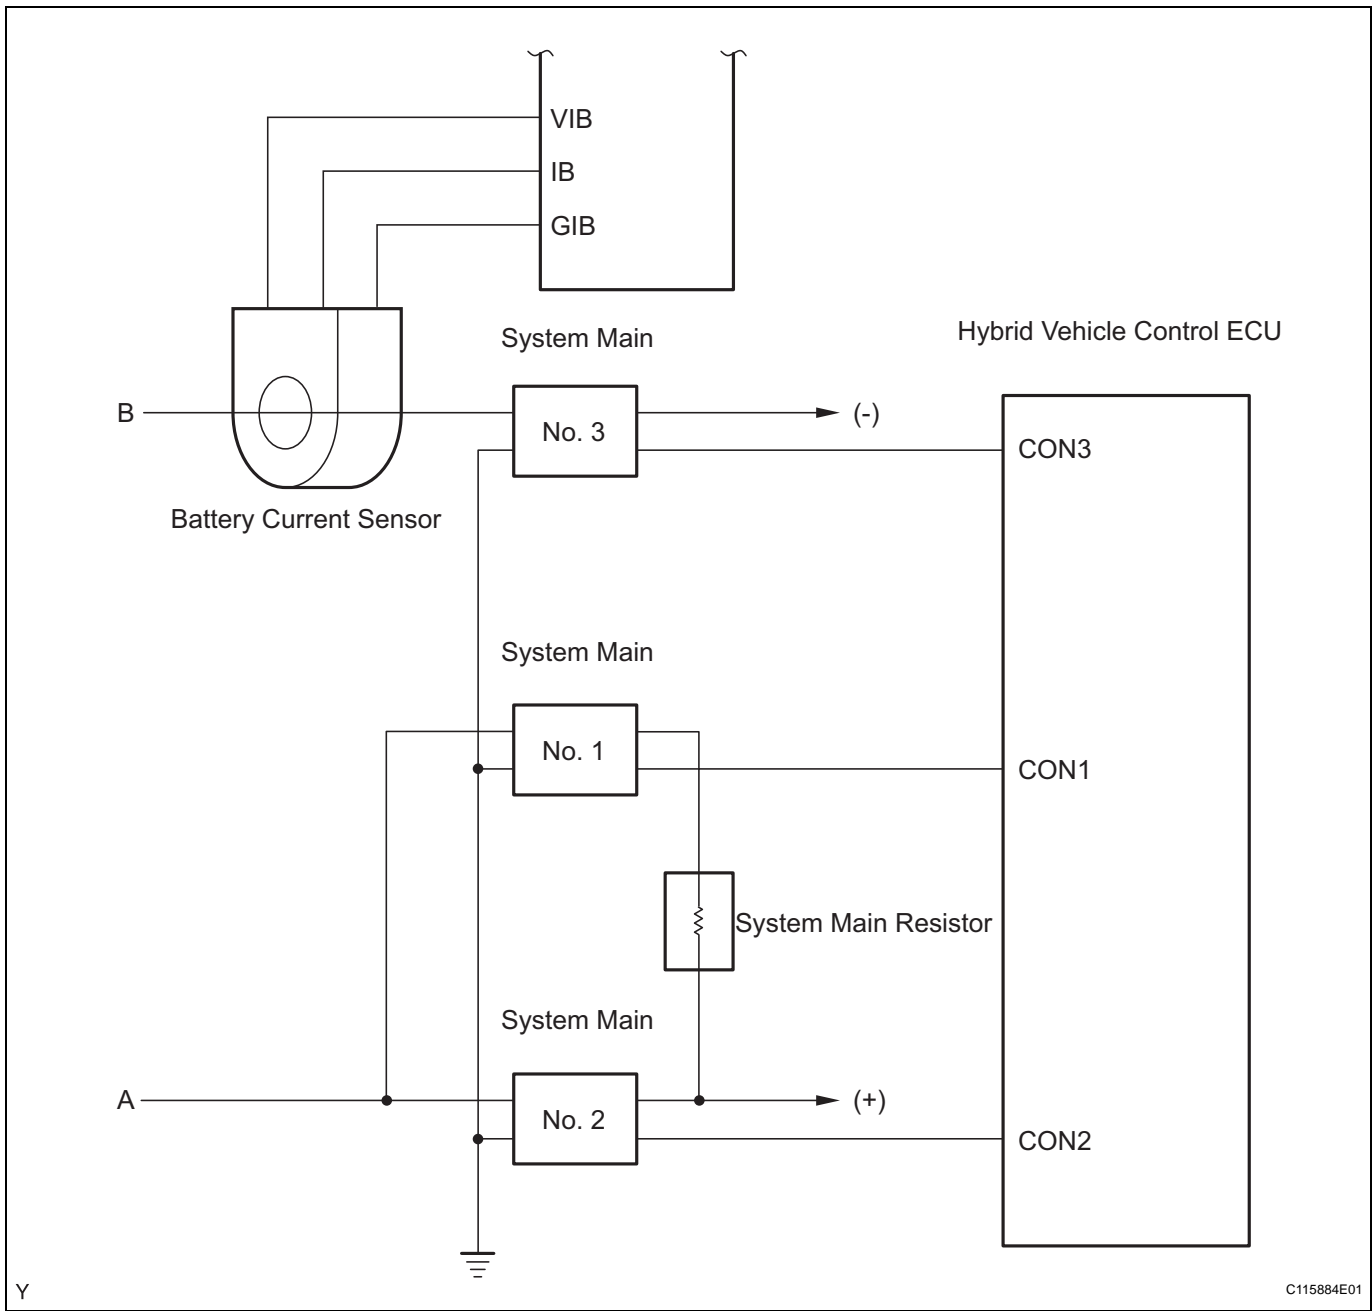 VIB
IB
GIB
System Main
Hybrid Vehicle Control ECU
B
No. 3
(-)
CON3
Battery Current Sensor
System Main
No. 1
CON1
System Main Resistor
System Main
A
No. 2
(+)
CON2
Y
C115884E01